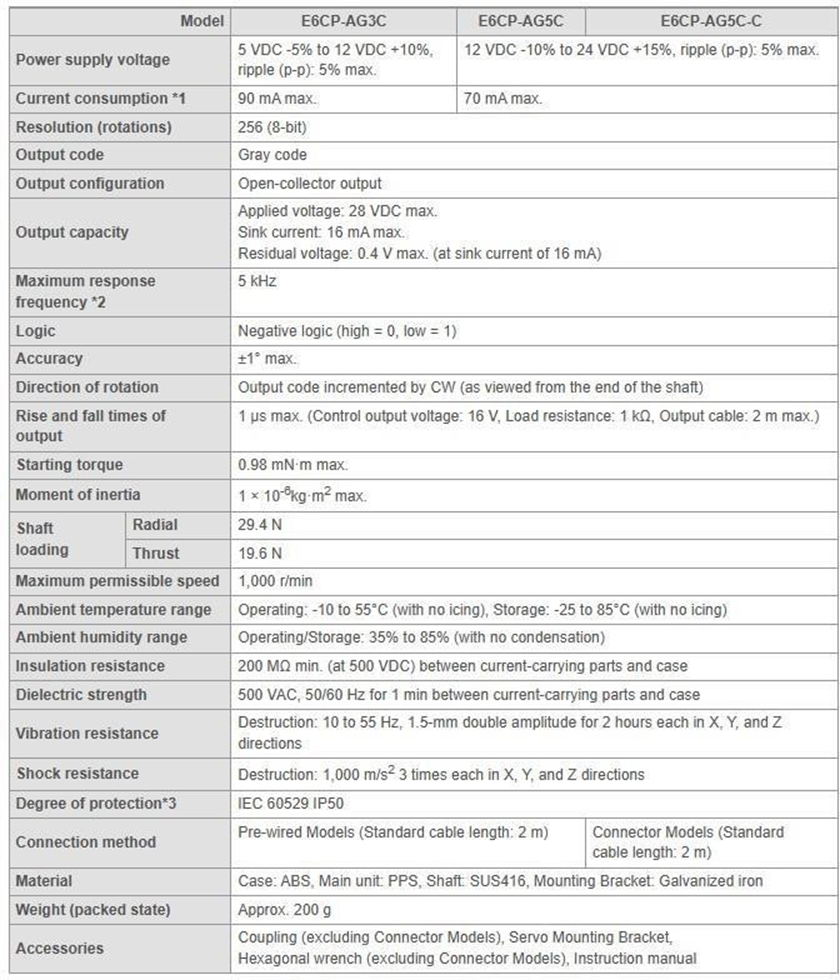 Model E6CP-AG3C E6CP-AG5C E6CP-AG5C-C
Power supply voltage 5 VDC -5% to 12 VDC +10%, 12 VDC -10% to 24 VDC +15%, ripple (p-p): 5% max.
ripple (p-p): 5% max.
Current consumption *1 90 mA max. 70 mA max.
Resolution (rotations) 256 (8-bit)
Output code Gray code
Output configuration Open-collector output
Output capacity Applied voltage: 28 VDC max.
Sink current: 16 mA max.
Residual voltage: 0.4 V max. (at sink current of 16 mA)
Maximum response 5 kHz
frequency *2
Logic Negative logic (high = 0, low = 1)
Accuracy ±1° max.
Direction of rotation Output code incremented by CW (as viewed from the end of the shaft)
Rise and fall times of 1 μs max. (Control output voltage: 16 V, Load resistance: 1 kΩ, Output cable: 2 m max.)
output
Starting torque 0.98 mN·m max.
Moment of inertia 1 × 10⁻⁶kg·m² max.
Shaft Radial 29.4 N
loading Thrust 19.6 N
Maximum permissible speed 1,000 r/min
Ambient temperature range Operating: -10 to 55°C (with no icing), Storage: -25 to 85°C (with no icing)
Ambient humidity range Operating/Storage: 35% to 85% (with no condensation)
Insulation resistance 200 MΩ min. (at 500 VDC) between current-carrying parts and case
Dielectric strength 500 VAC, 50/60 Hz for 1 min between current-carrying parts and case
Vibration resistance Destruction: 10 to 55 Hz, 1.5-mm double amplitude for 2 hours each in X, Y, and Z
directions
Shock resistance Destruction: 1,000 m/s² 3 times each in X, Y, and Z directions
Degree of protection*3 IEC 60529 IP50
Connection method Pre-wired Models (Standard cable length: 2 m) Connector Models (Standard
cable length: 2 m)
Material Case: ABS, Main unit: PPS, Shaft: SUS416, Mounting Bracket: Galvanized iron
Weight (packed state) Approx. 200 g
Accessories Coupling (excluding Connector Models), Servo Mounting Bracket,
Hexagonal wrench (excluding Connector Models), Instruction manual